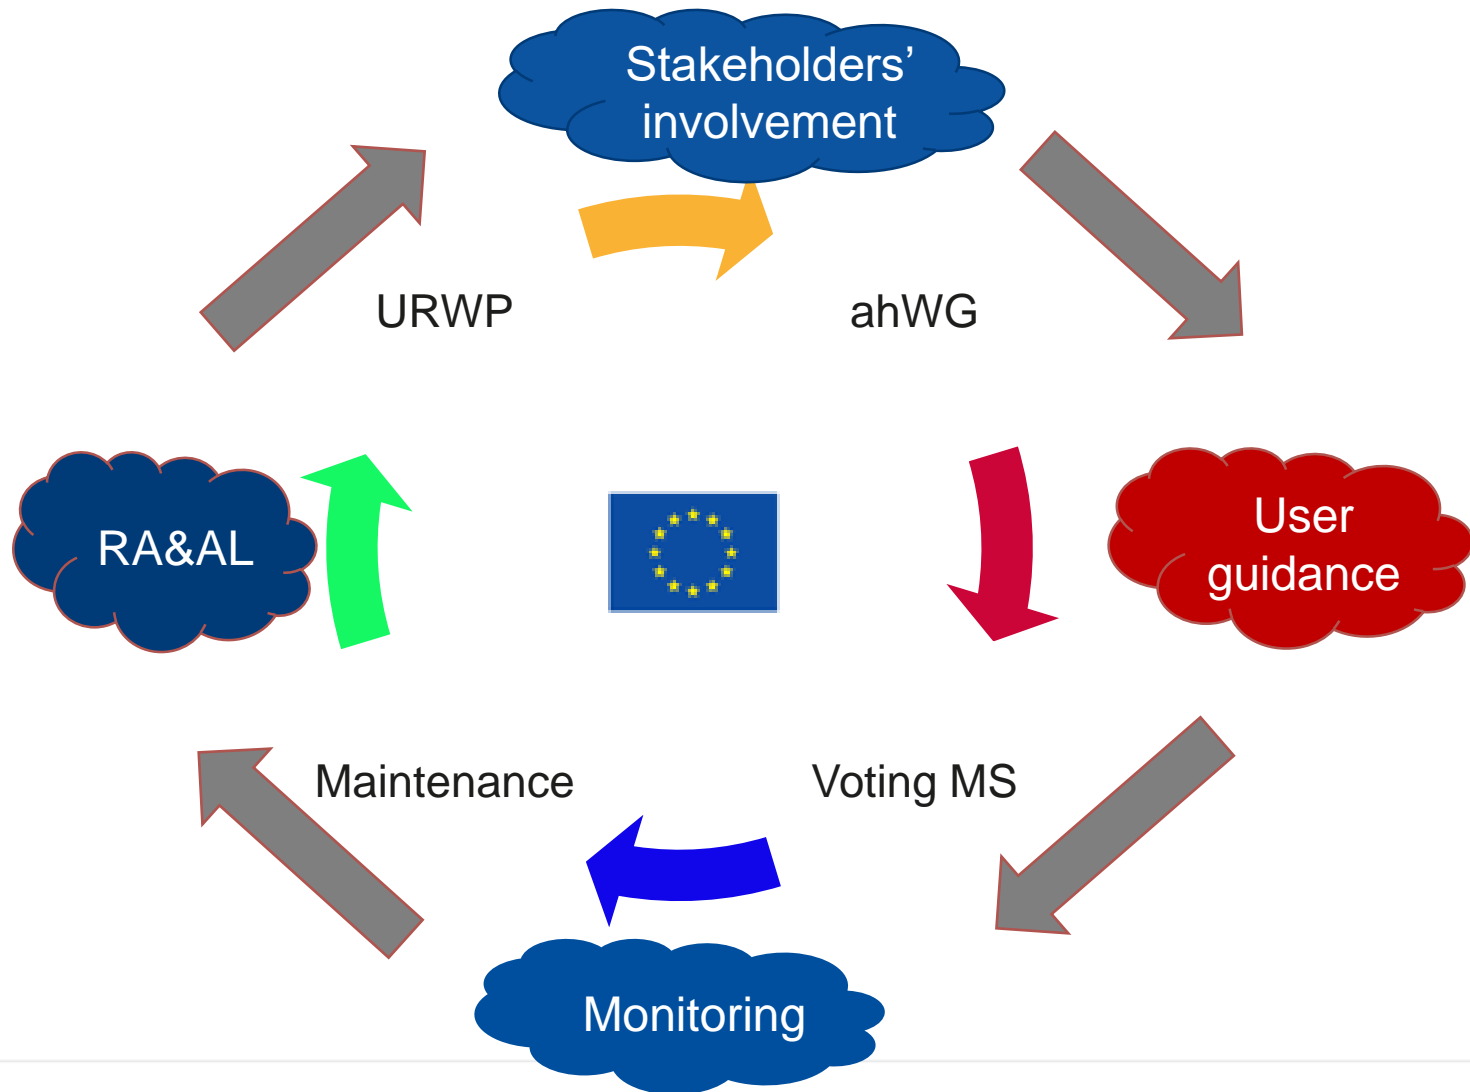 Stakeholders’
involvement
URWP
ahWG
RA&AL
User
guidance
Maintenance
Voting MS
Monitoring